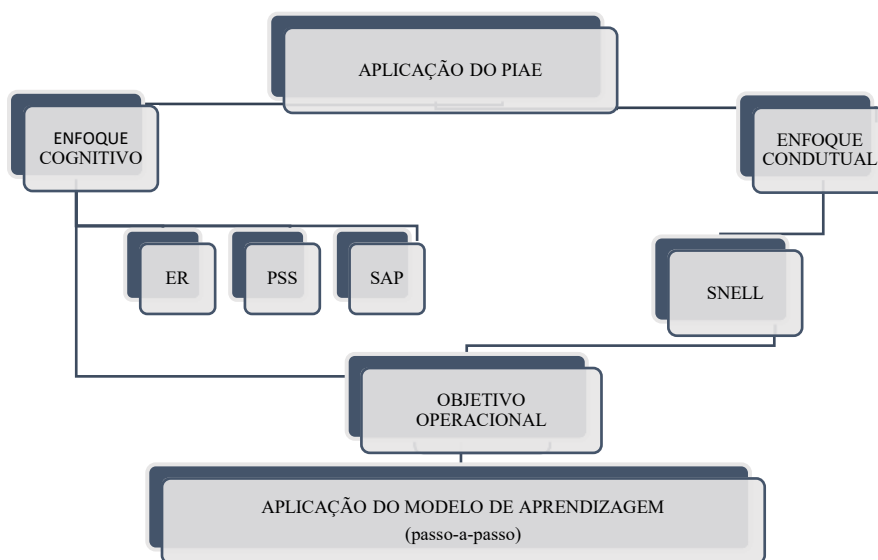 APLICAÇÃO DO PIAE
ENFOQUE
COGNITIVO
ENFOQUE
CONDUTUAL
ER
PSS
SAP
SNELL
OBJETIVO
OPERACIONAL
APLICAÇÃO DO MODELO DE APRENDIZAGEM
(passo-a-passo)